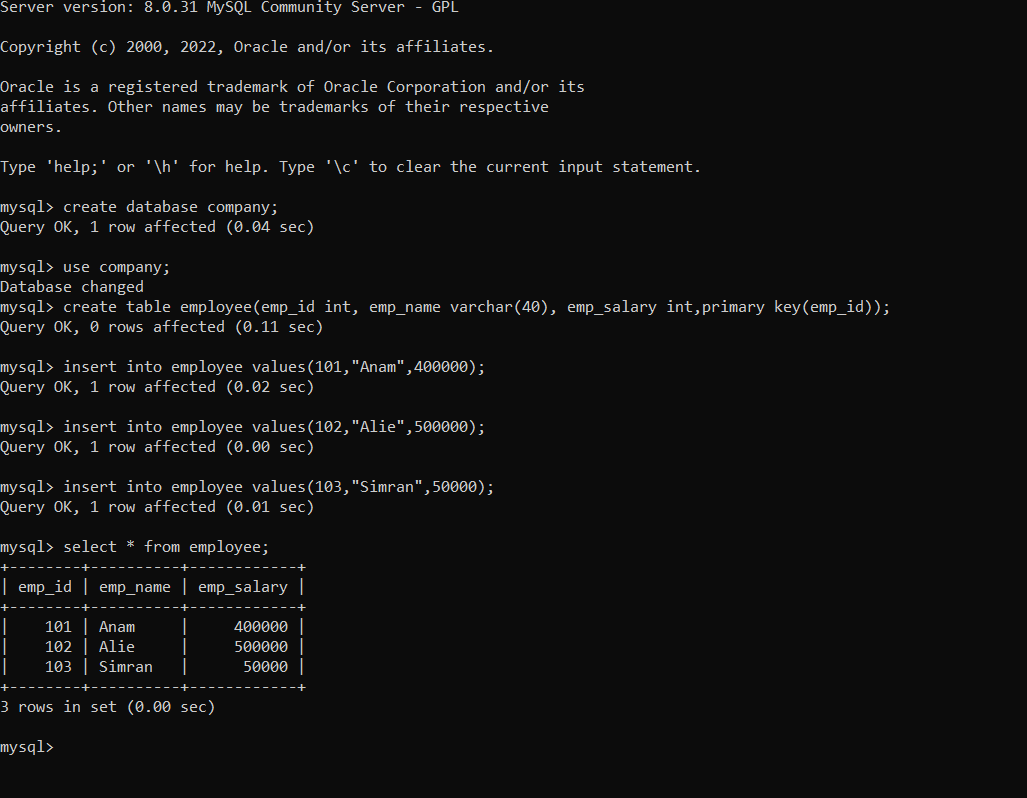 Server version: 8.0.31 MySQL Community Server - GPL
Copyright (c) 2000, 2022, Oracle and/or its affiliates.
Oracle is a registered trademark of Oracle Corporation and/or its
affiliates. Other names may be trademarks of their respective
owners.
Type 'help;' or '\h' for help. Type '\c' to clear the current input statement.
mysql> create database company;
Query OK, 1 row affected (0.04 sec)
mysql> use company;
Database changed
mysql> create table employee(emp_id int, emp_name varchar(40), emp_salary int,primary key(emp_id));
Query OK, 0 rows affected (0.11 sec)
mysql> insert into employee values(101,"Anam",400000);
Query OK, 1 row affected (0.02 sec)
mysql> insert into employee values(102,"Alie",500000);
Query OK, 1 row affected (0.00 sec)
mysql> insert into employee values(103,"Simran",50000);
Query OK, 1 row affected (0.01 sec)
mysql> select * from employee;
+--------+----------+------------+
| emp_id | emp_name | emp_salary |
+--------+----------+------------+
|    101 | Anam     |     400000 |
|    102 | Alie     |     500000 |
|    103 | Simran   |      50000 |
+--------+----------+------------+
3 rows in set (0.00 sec)
mysql>